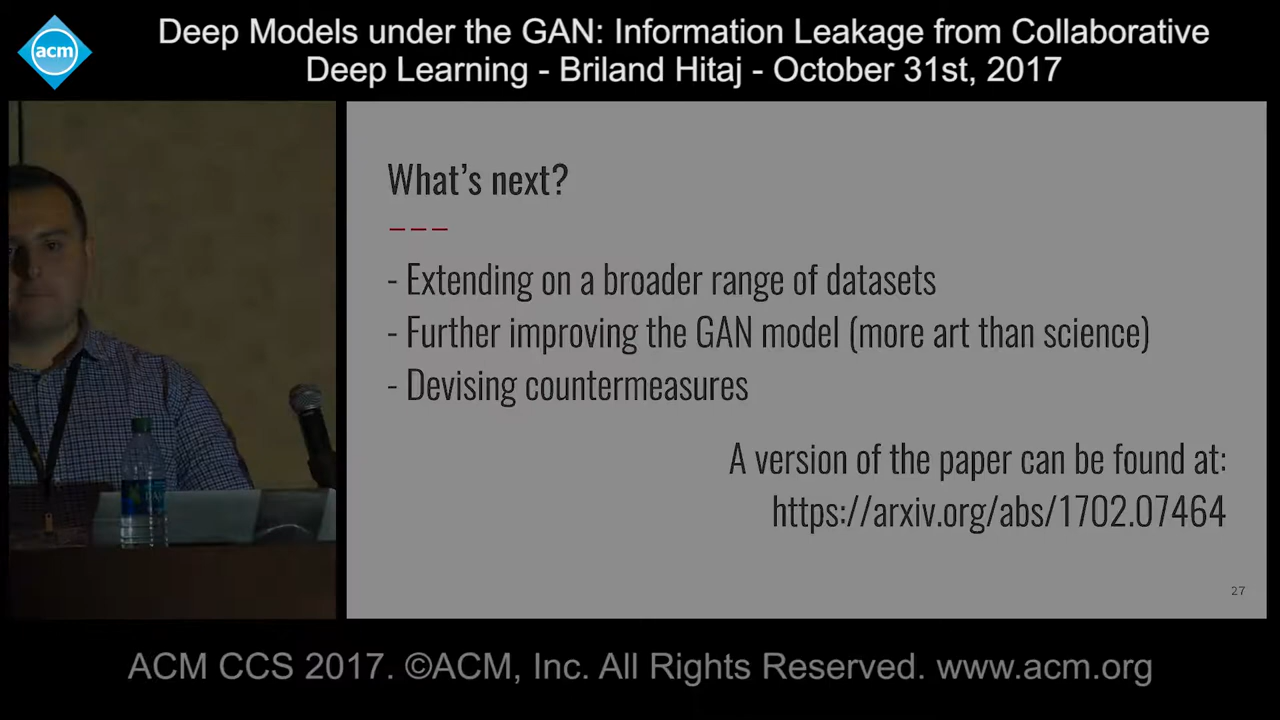 acm
Deep Models under the GAN: Information Leakage from Collaborative
Deep Learning - Briland Hitaj - October 31st, 2017
What's next?
- Extending on a broader range of datasets
- Further improving the GAN model (more art than science)
- Devising countermeasures
A version of the paper can be found at:
https://arxiv.org/abs/1702.07464
27
ACM CCS 2017. ©ACM, Inc. All Rights Reserved. www.acm.org